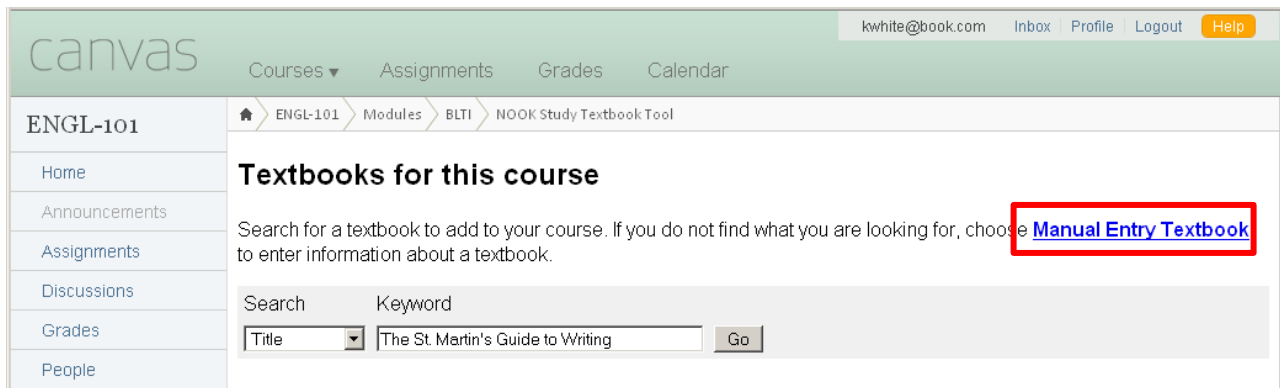 kwhite@book.com Inbox Profile Logout Help
canvas
Courses ▾ Assignments Grades Calendar
ENGL-101
ENGL-101 Modules BLTI NOOK Study Textbook Tool
Home
Announcements
Assignments
Discussions
Grades
People
Textbooks for this course
Search for a textbook to add to your course. If you do not find what you are looking for, choose Manual Entry Textbook
to enter information about a textbook.
Search Keyword
Title The St. Martin's Guide to Writing Go